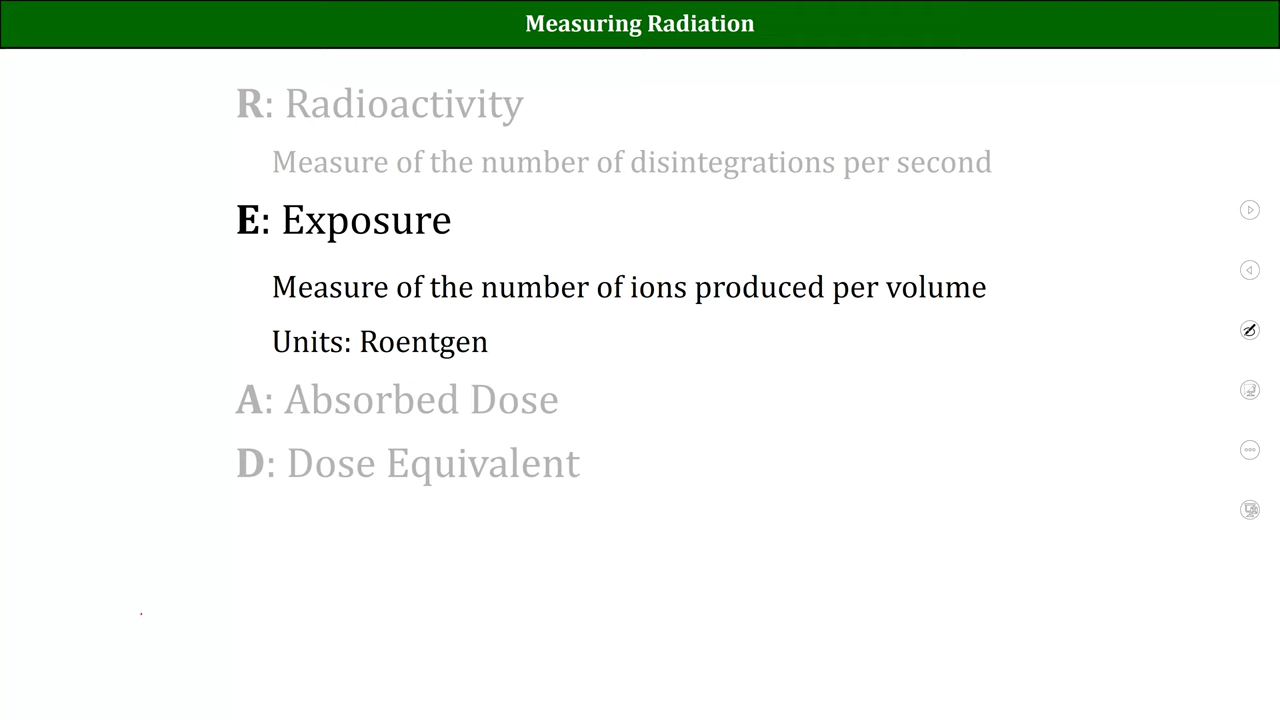 Measuring Radiation
R: Radioactivity
Measure of the number of disintegrations per second
E: Exposure
Measure of the number of ions produced per volume
Units: Roentgen
A: Absorbed Dose
D: Dose Equivalent